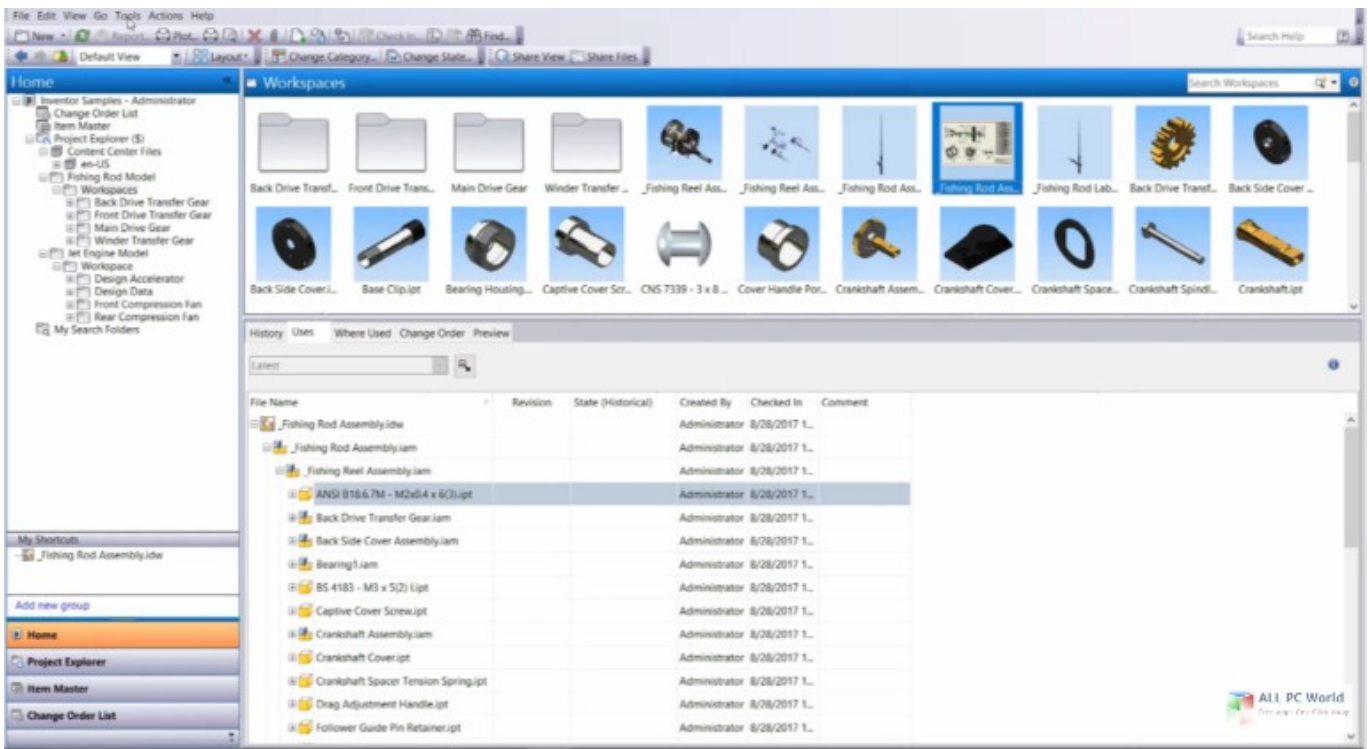 File Edit View Go Tools Actions Help
New Report... Plot... Check In... Find...
Search Help
Default View Layout Change Category... Change State... Share View Share Files
Home
Inventor Samples - Administrator
Change Order List
Item Master
Project Explorer ($)
Content Center Files
en-US
Fishing Rod Model
Workspaces
Back Drive Transfer Gear
Front Drive Transfer Gear
Main Drive Gear
Winder Transfer Gear
Jet Engine Model
Workspace
Design Accelerator
Design Data
Front Compression Fan
Rear Compression Fan
My Search Folders
My Shortcuts
_Fishing Rod Assembly.idw
Add new group
Home
Project Explorer
Item Master
Change Order List
Workspaces
Search Workspaces
Back Drive Transf... Front Drive Trans... Main Drive Gear Winder Transfer ... _Fishing Reel Ass... _Fishing Reel Ass... _Fishing Rod Ass... _Fishing Rod Ass... _Fishing Rod Lab... Back Drive Transf... Back Side Cover ...
Back Side Cover.i... Base Clip.ipt Bearing Housing... Captive Cover Scr... CNS 7339 - 3 x 8 ... Cover Handle Por... Crankshaft Assem... Crankshaft Cover... Crankshaft Space... Crankshaft Spindl... Crankshaft.ipt
History Uses Where Used Change Order Preview
Latest
File Name Revision State (Historical) Created By Checked In Comment
_Fishing Rod Assembly.idw Administrator 8/28/2017 1...
_Fishing Rod Assembly.iam Administrator 8/28/2017 1...
_Fishing Reel Assembly.iam Administrator 8/28/2017 1...
ANSI B18.6.7M - M2x0.4 x 6(3).ipt Administrator 8/28/2017 1...
Back Drive Transfer Gear.iam Administrator 8/28/2017 1...
Back Side Cover Assembly.iam Administrator 8/28/2017 1...
Bearing1.iam Administrator 8/28/2017 1...
BS 4183 - M3 x 5(2) I.ipt Administrator 8/28/2017 1...
Captive Cover Screw.ipt Administrator 8/28/2017 1...
Crankshaft Assembly.iam Administrator 8/28/2017 1...
Crankshaft Cover.ipt Administrator 8/28/2017 1...
Crankshaft Spacer Tension Spring.ipt Administrator 8/28/2017 1...
Drag Adjustment Handle.ipt Administrator 8/28/2017 1...
Follower Guide Pin Retainer.ipt Administrator 8/28/2017 1...
ALL PC World